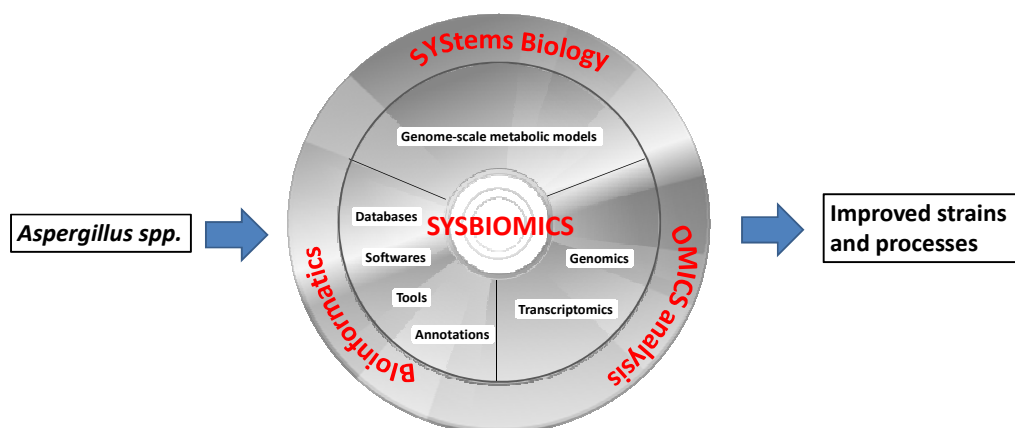 SYStems Biology
Genome-scale metabolic models
Aspergillus spp.
Databases
SYSBIOMICS
Softwares
Genomics
Tools
Transcriptomics
Annotations
BIoinformatics
OMICS analysis
Improved strains
and processes